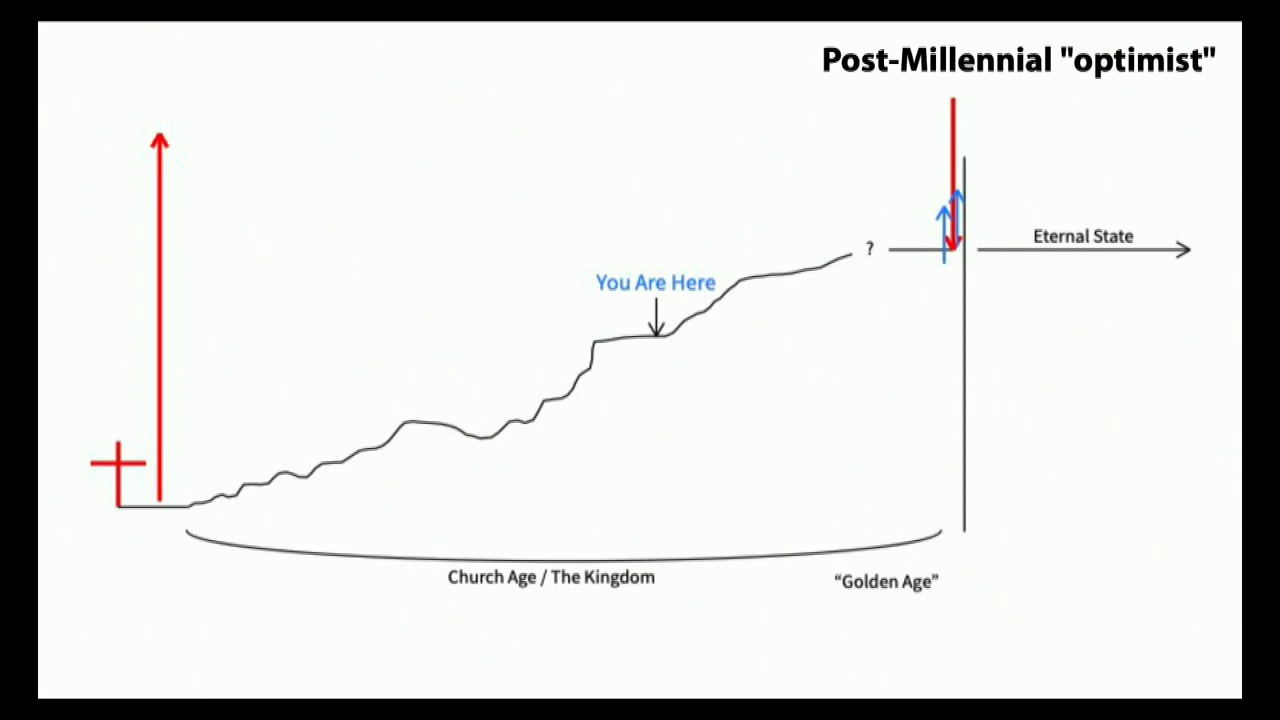 Post-Millennial "optimist"
Eternal State
?
You Are Here
Church Age / The Kingdom
“Golden Age”